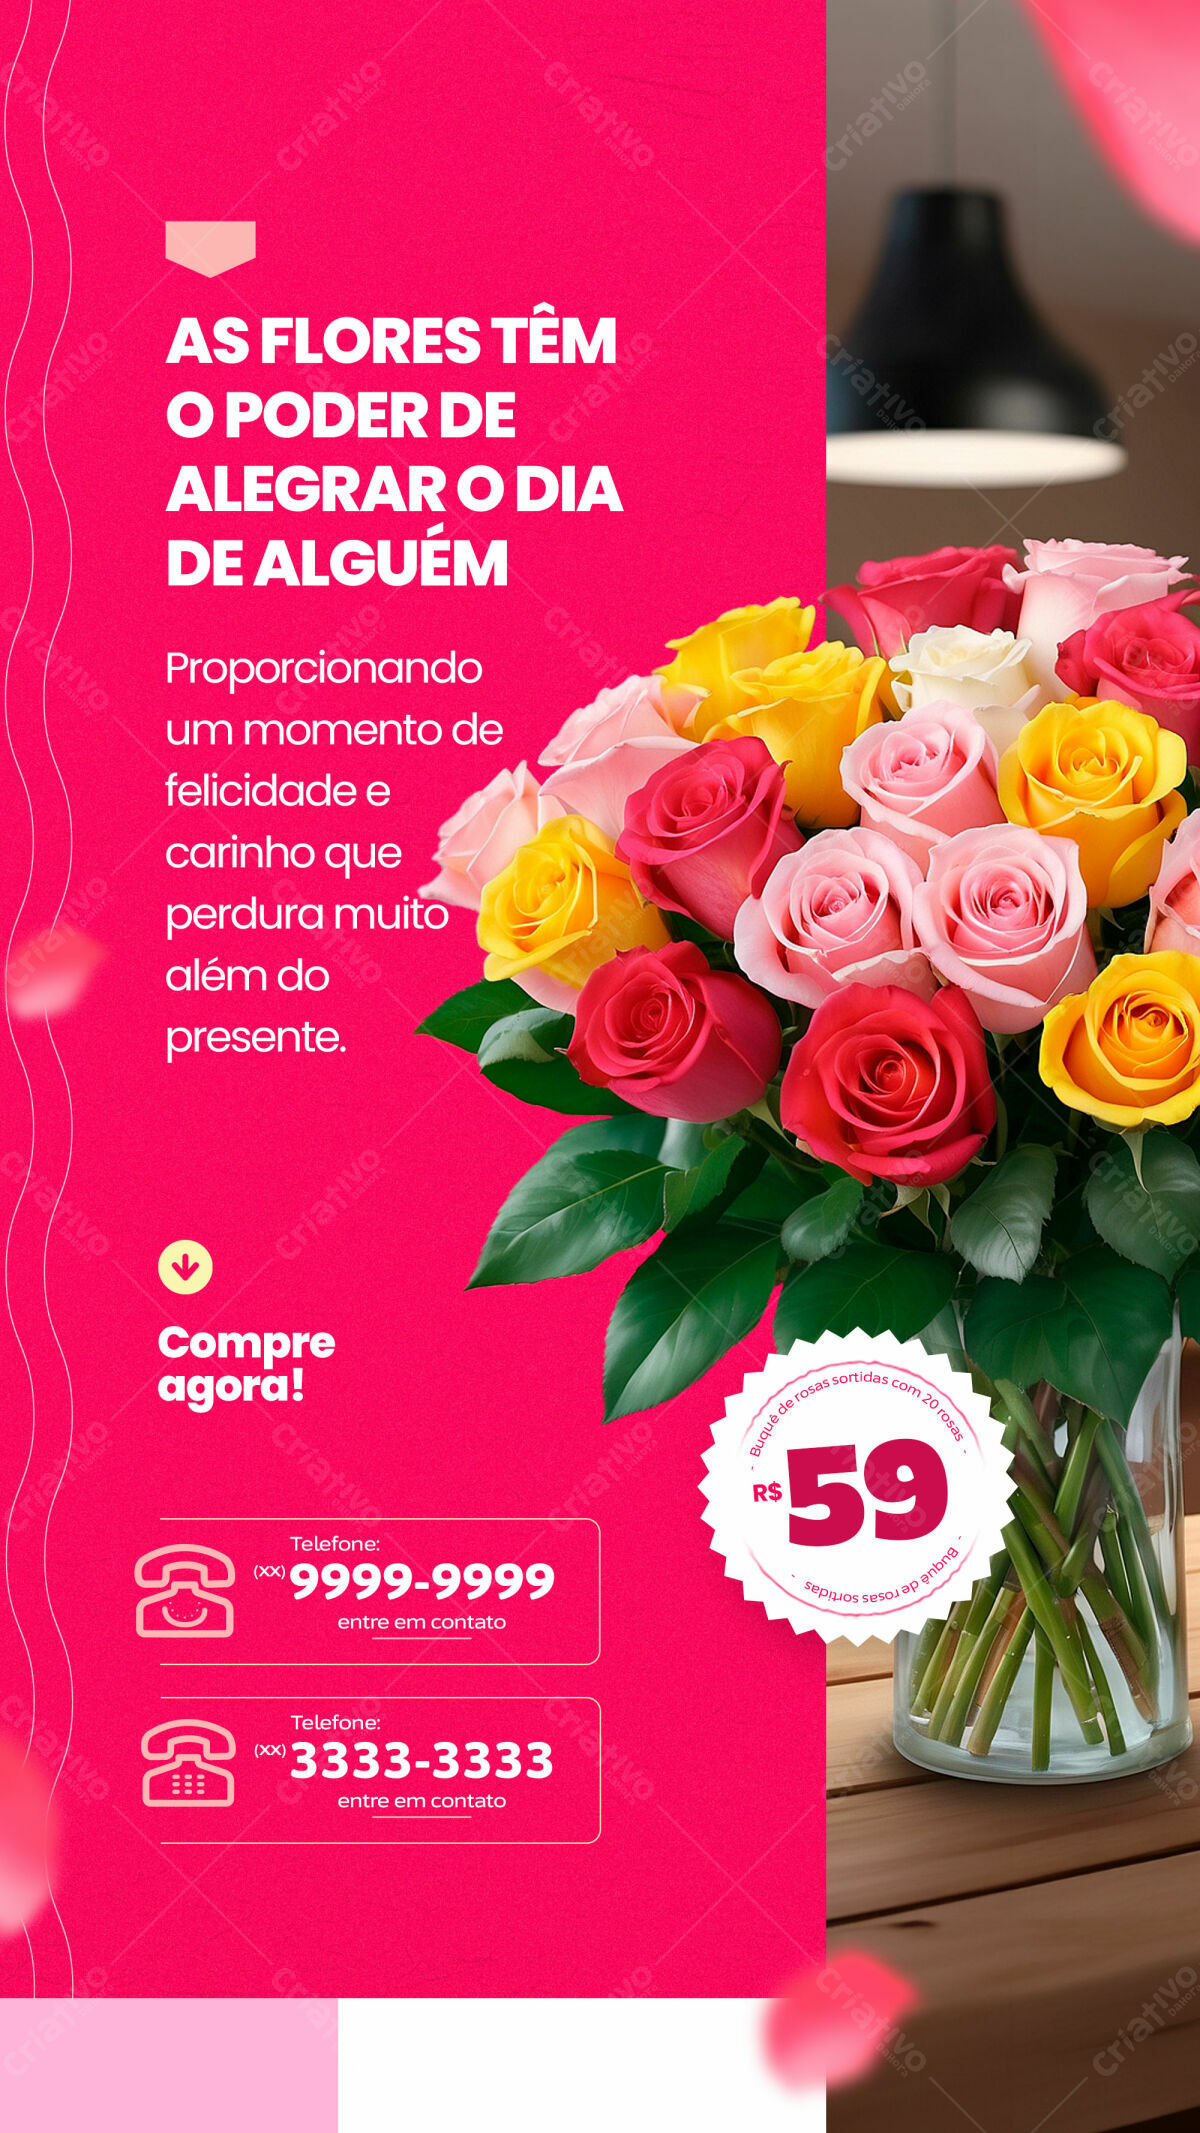 AS FLORES TÊM
O PODER DE
ALEGRAR O DIA
DE ALGUÉM
Proporcionando
um momento de
felicidade e
carinho que
perdura muito
além do
presente.
Compre
agora!
- Buquê de rosas sortidas com 20 rosas -
R$ 59
- Buquê de rosas sortidas -
Telefone:
(XX) 9999-9999
entre em contato
Telefone:
(XX) 3333-3333
entre em contato
Criativo
DAHORA